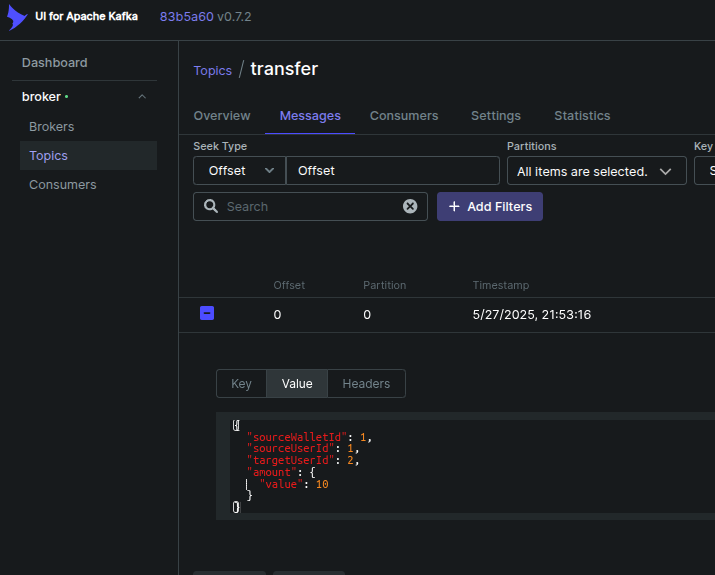 UI for Apache Kafka 83b5a60 v0.7.2
Dashboard
broker
Brokers
Topics
Consumers
Topics / transfer
Overview Messages Consumers Settings Statistics
Seek Type Partitions Key
Offset Offset All items are selected. S
Search + Add Filters
Offset Partition Timestamp
0 0 5/27/2025, 21:53:16
Key Value Headers
{
"sourceWalletId": 1,
"sourceUserId": 1,
"targetUserId": 2,
"amount": {
"value": 10
}
}